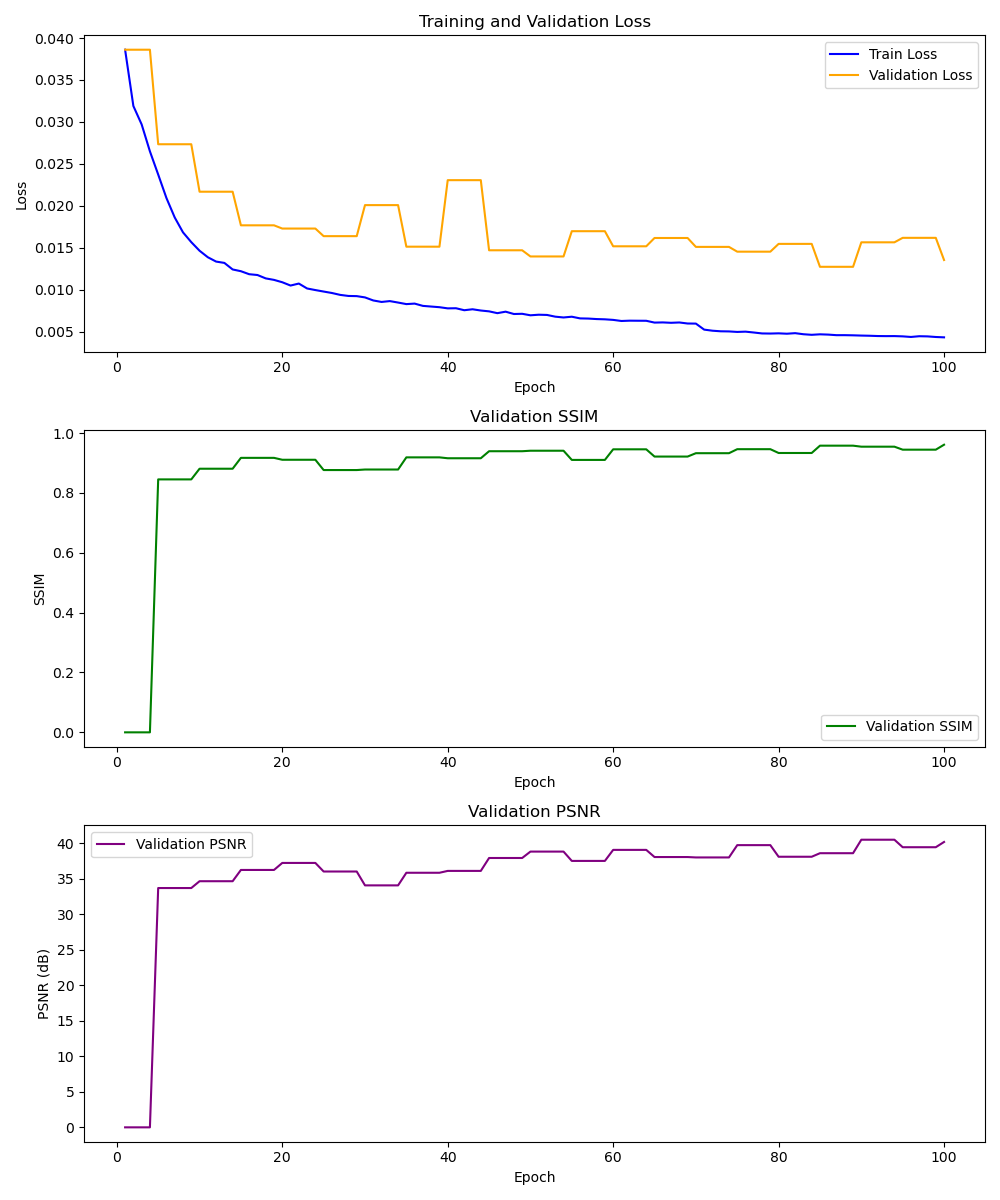 Training and Validation Loss
0.040
0.035
0.030
0.025
0.020
0.015
0.010
0.005
Loss
Train Loss
Validation Loss
0 20 40 60 80 100
Epoch
Validation SSIM
1.0
0.8
0.6
0.4
0.2
0.0
SSIM
Validation SSIM
0 20 40 60 80 100
Epoch
Validation PSNR
40
35
30
25
20
15
10
5
0
PSNR (dB)
Validation PSNR
0 20 40 60 80 100
Epoch